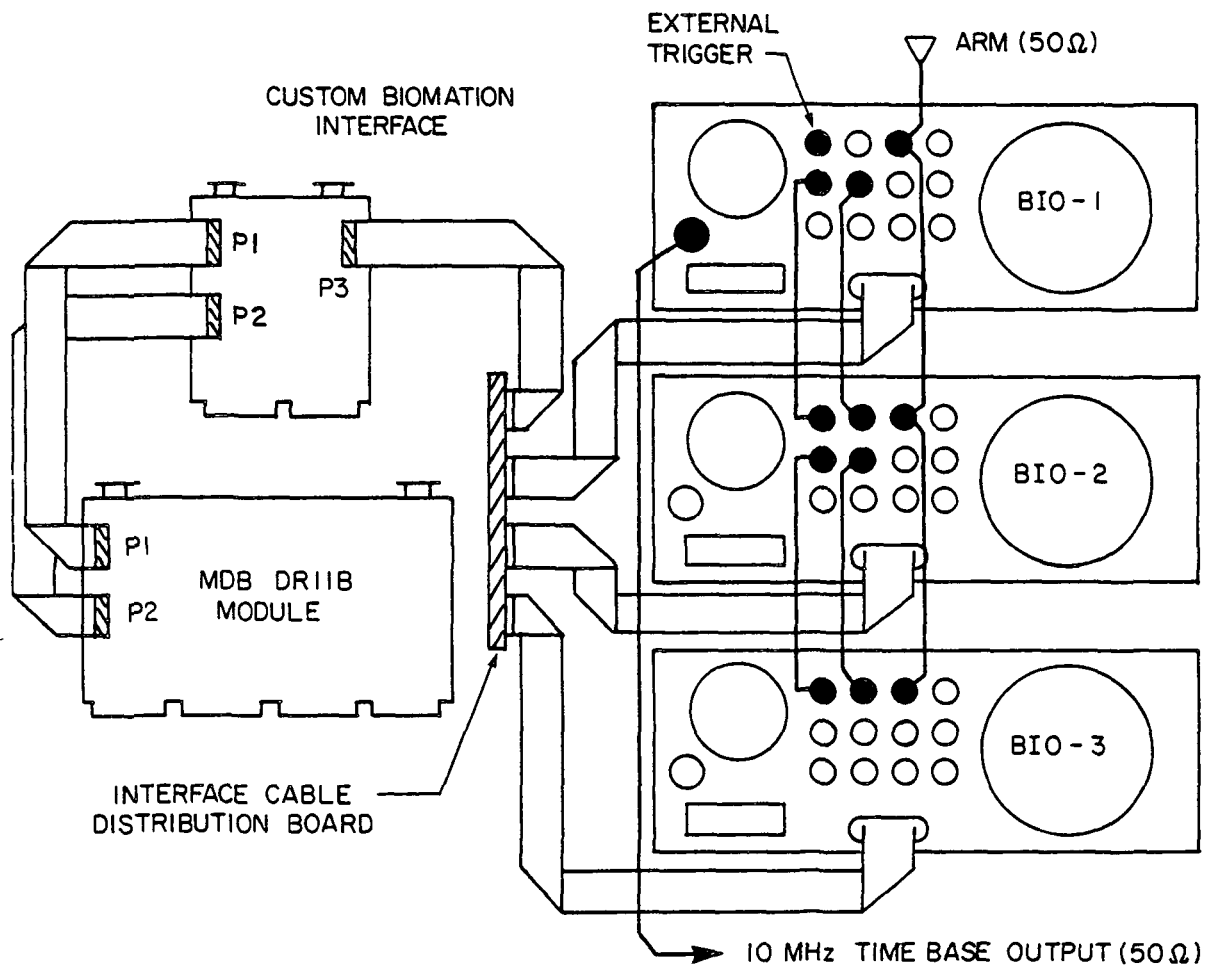 EXTERNAL
TRIGGER
ARM (50Ω)
CUSTOM BIOMATION
INTERFACE
P1
P2
P3
BIO-1
BIO-2
P1
P2
MDB DR11B
MODULE
BIO-3
INTERFACE CABLE
DISTRIBUTION BOARD
10 MHz TIME BASE OUTPUT (50Ω)